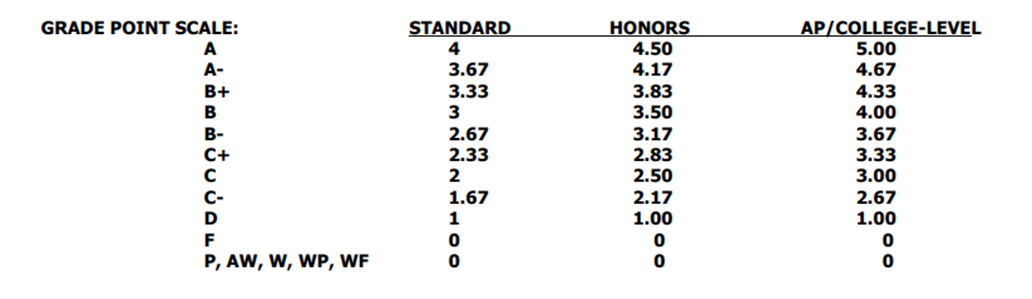 GRADE POINT SCALE: STANDARD HONORS AP/COLLEGE-LEVEL
A 4 4.50 5.00
A- 3.67 4.17 4.67
B+ 3.33 3.83 4.33
B 3 3.50 4.00
B- 2.67 3.17 3.67
C+ 2.33 2.83 3.33
C 2 2.50 3.00
C- 1.67 2.17 2.67
D 1 1.00 1.00
F 0 0 0
P, AW, W, WP, WF 0 0 0